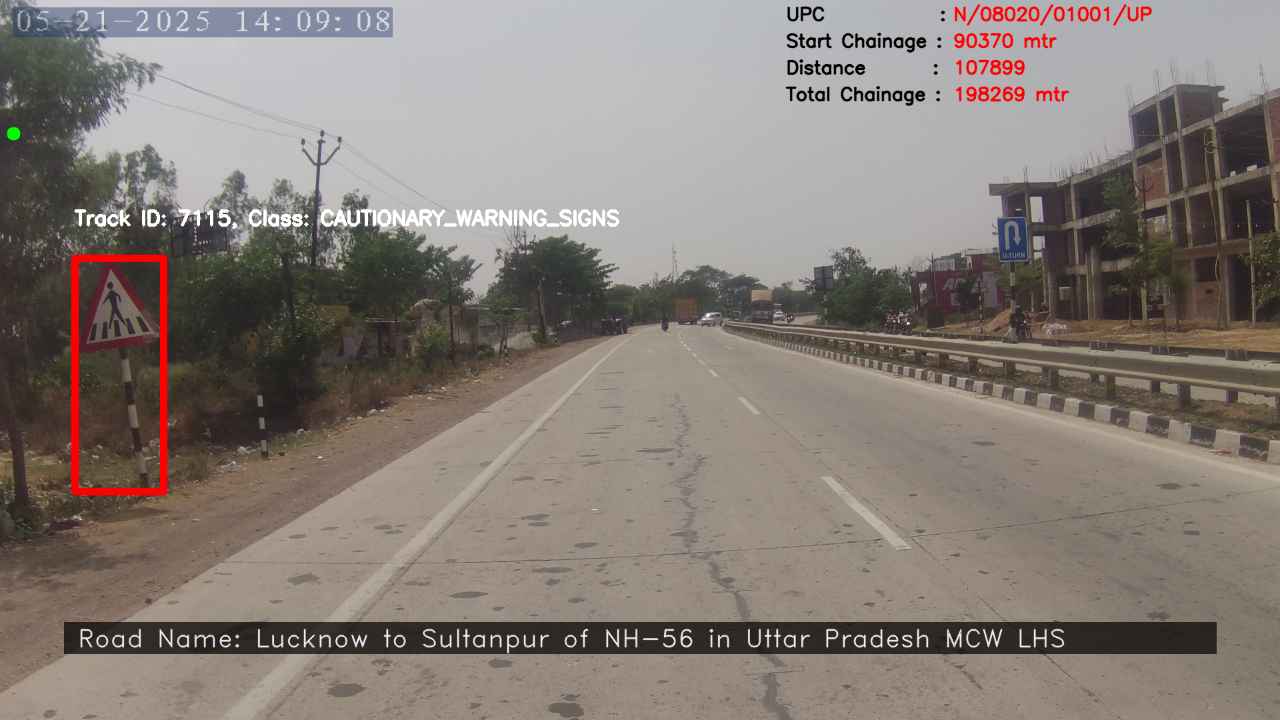 05-21-2025 14:09:08
UPC : N/08020/01001/UP
Start Chainage : 90370 mtr
Distance : 107899
Total Chainage : 198269 mtr
Track ID: 7115, Class: CAUTIONARY_WARNING_SIGNS
U-TURN
Road Name: Lucknow to Sultanpur of NH-56 in Uttar Pradesh MCW LHS